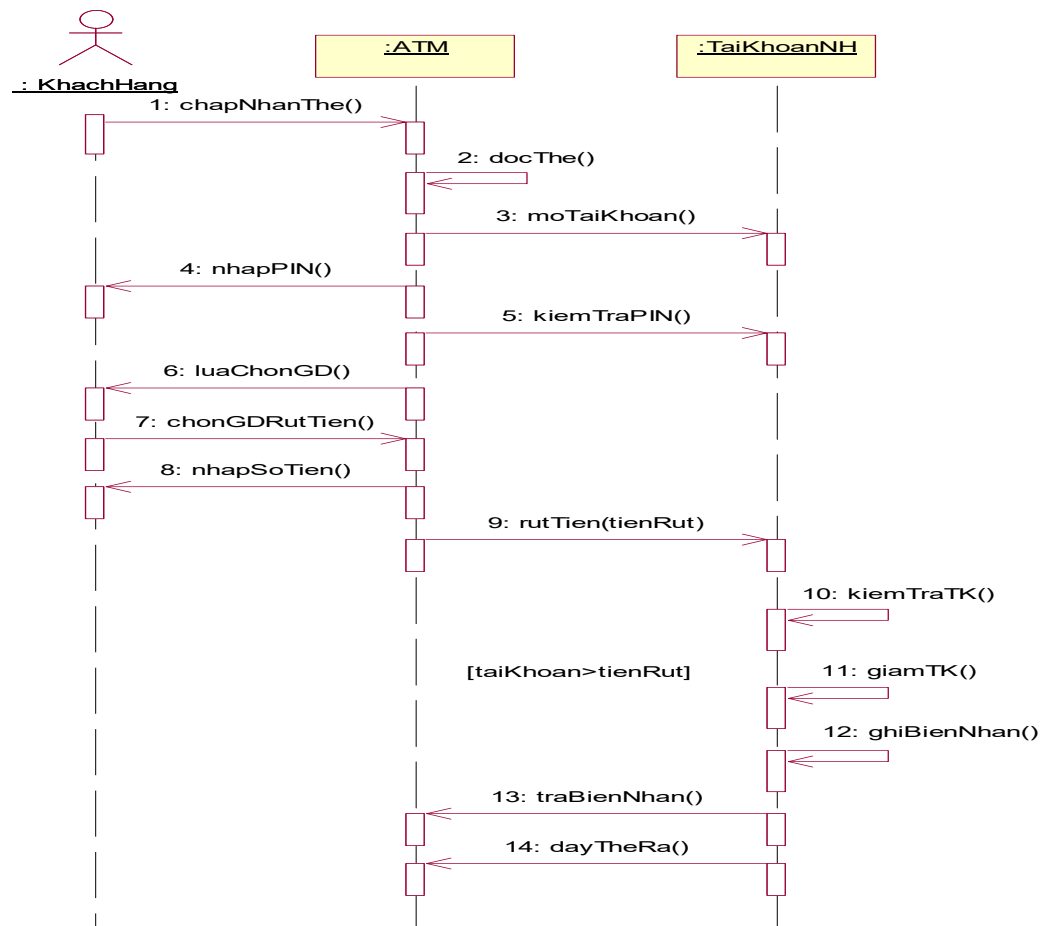 :ATM
:TaiKhoanNH
: KhachHang
1: chapNhanThe()
2: docThe()
3: moTaiKhoan()
4: nhapPIN()
5: kiemTraPIN()
6: luaChonGD()
7: chonGDRutTien()
8: nhapSoTien()
9: rutTien(tienRut)
10: kiemTraTK()
[taiKhoan>tienRut]
11: giamTK()
12: ghiBienNhan()
13: traBienNhan()
14: dayTheRa()